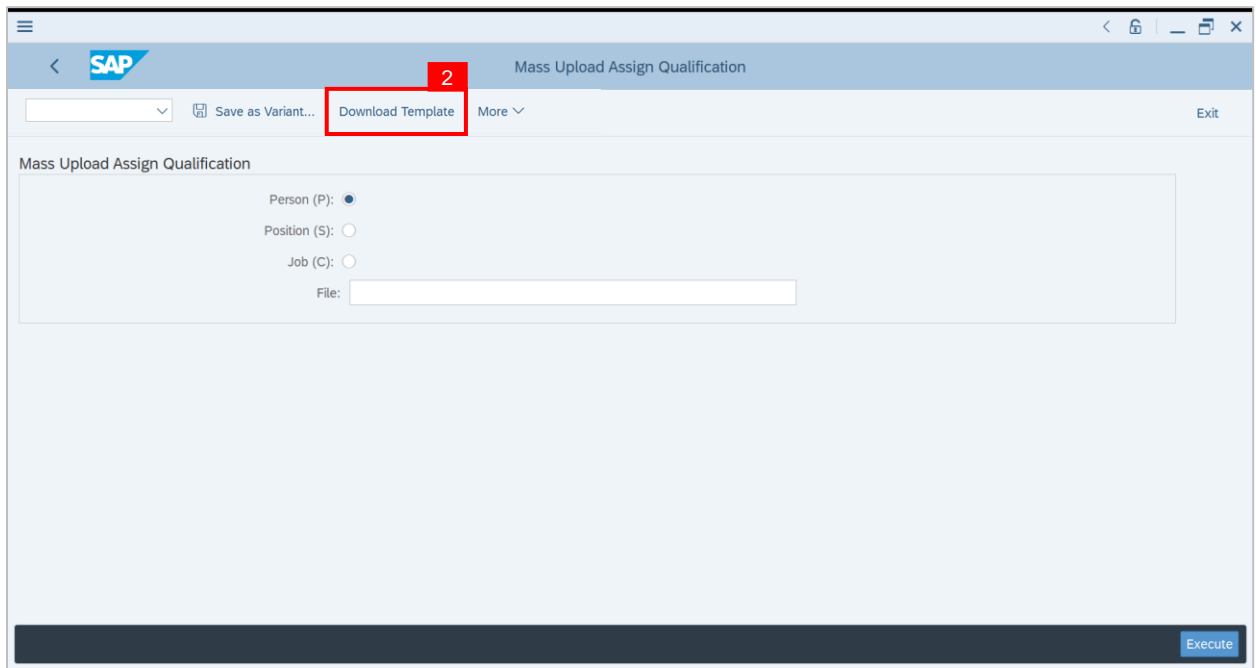 SAP
Mass Upload Assign Qualification
2
Save as Variant... Download Template More Exit
Mass Upload Assign Qualification
Person (P):
Position (S):
Job (C):
File:
Execute